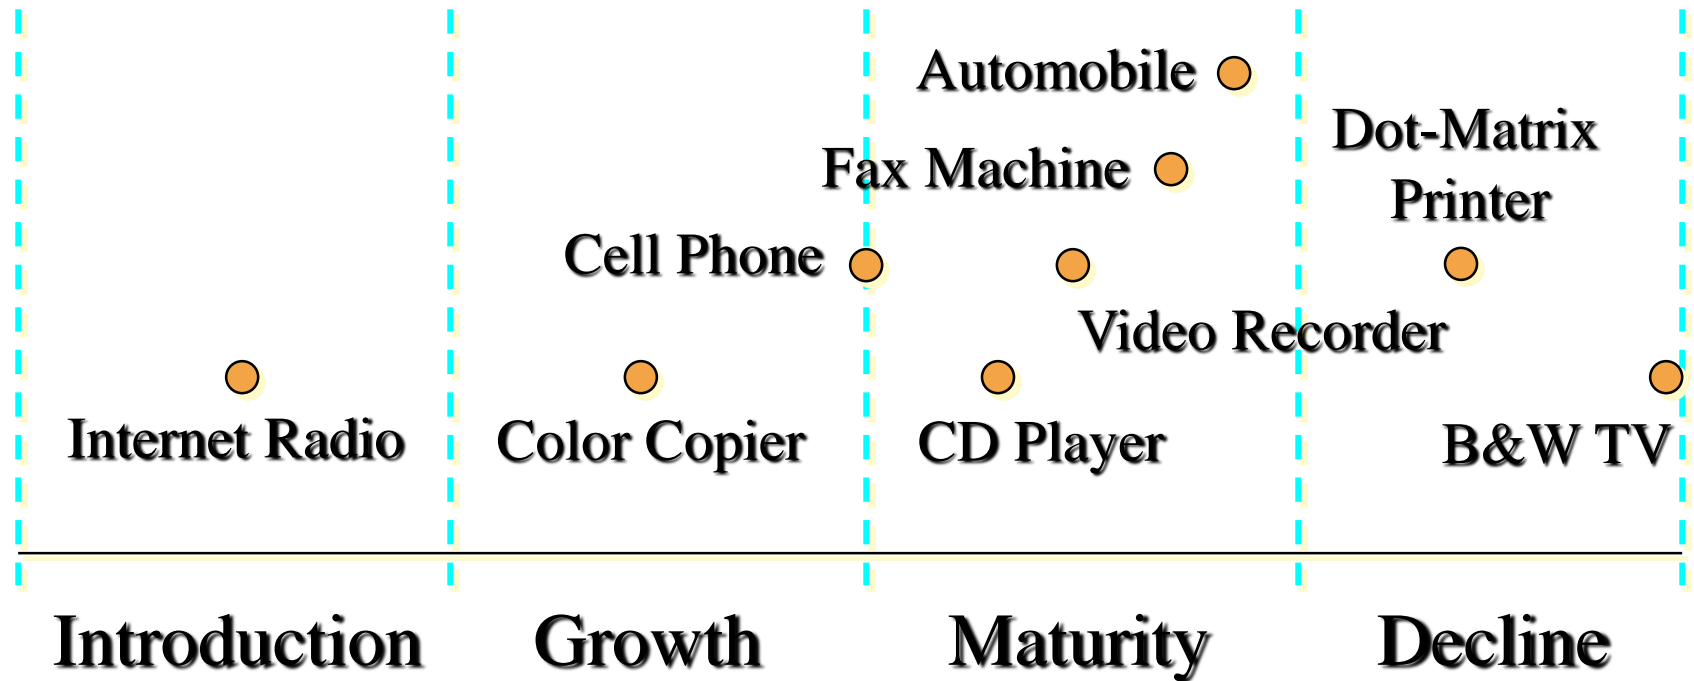 Automobile
Dot-Matrix
Printer
Fax Machine
Cell Phone
Video Recorder
Internet Radio
Color Copier
CD Player
B&W TV
Introduction
Growth
Maturity
Decline